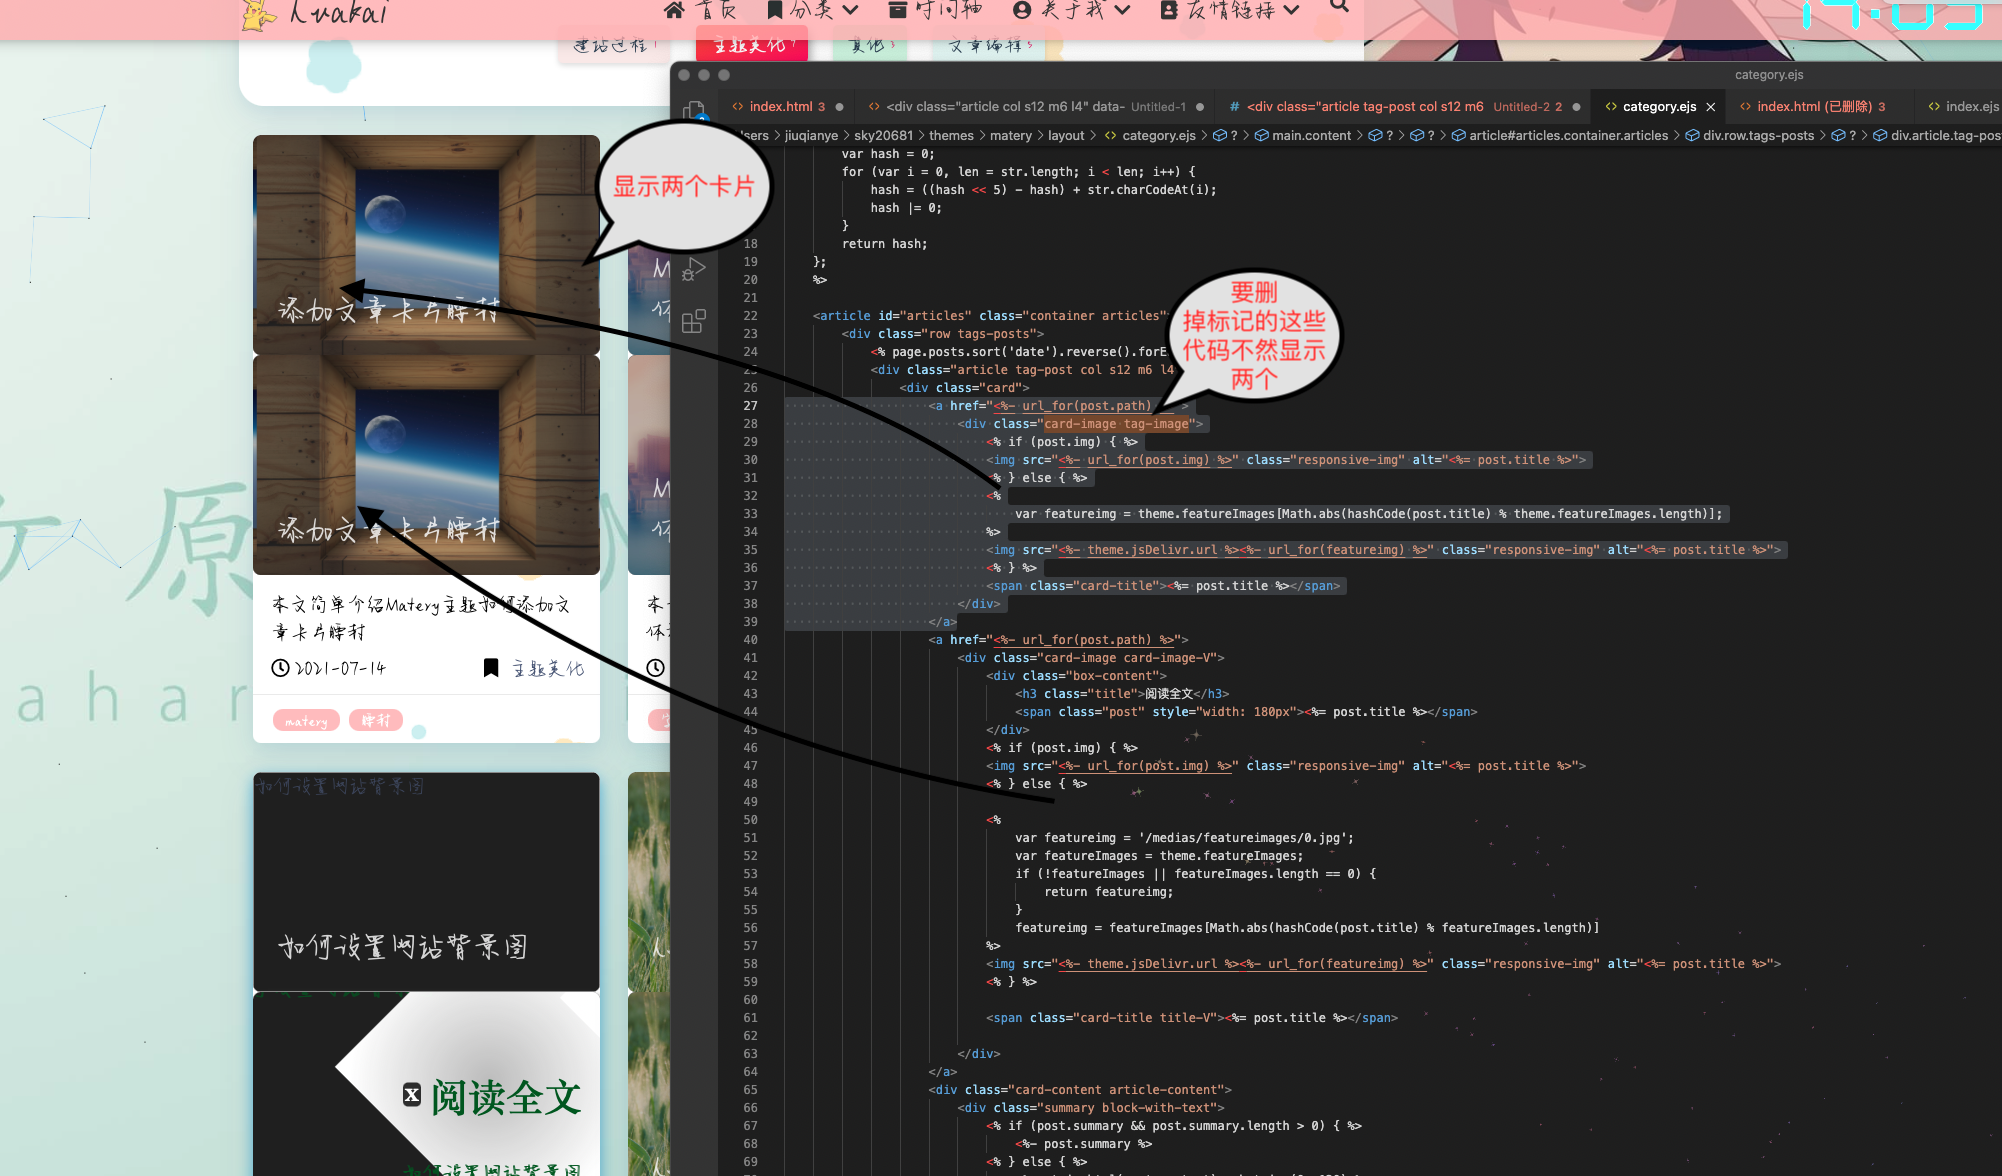 Lvakai
首页
分类
时间轴
关于我
友情链接
建站过程 1
主题美化 7
美化 3
文章编辑 5
category.ejs
index.html 3
<div class="article col s12 m6 l4" data- Untitled-1
<div class="article tag-post col s12 m6 Untitled-2 2
category.ejs
index.html (已删除) 3
index.ejs
sers > jiuqianye > sky20681 > themes > matery > layout > category.ejs > ? > main.content > ? > ? > article#articles.container.articles > div.row.tags-posts > ? > div.article.tag-pos
显示两个卡片
添加文章卡片腰封
添加文章卡片腰封
本文简单介绍Matery主题如何添加文
章卡片腰封
2021-07-14
主题美化
matery
腰封
如何设置网站背景图
如何设置网站背景图
阅读全文
如何设置网站背景图
原
ahar
要删
掉标记的这些
代码不然显示
两个
var hash = 0;
for (var i = 0, len = str.length; i < len; i++) {
hash = ((hash << 5) - hash) + str.charCodeAt(i);
hash |= 0;
}
18 return hash;
19 };
20 %>
21
22 <article id="articles" class="container articles"
23 <div class="row tags-posts">
24 <% page.posts.sort('date').reverse().forE
25 <div class="article tag-post col s12 m6 l4
26 <div class="card">
27 <a href="<%- url_for(post.path) >
28 <div class="card-image tag-image">
29 <% if (post.img) { %>
30 <img src="<%- url_for(post.img) %>" class="responsive-img" alt="<%= post.title %>">
31 <% } else { %>
32 <%
33 var featureimg = theme.featureImages[Math.abs(hashCode(post.title) % theme.featureImages.length)];
34 %>
35 <img src="<%- theme.jsDelivr.url %><%- url_for(featureimg) %>" class="responsive-img" alt="<%= post.title %>">
36 <% } %>
37 <span class="card-title"><%= post.title %></span>
38 </div>
39 </a>
40 <a href="<%- url_for(post.path) %>">
41 <div class="card-image card-image-V">
42 <div class="box-content">
43 <h3 class="title">阅读全文</h3>
44 <span class="post" style="width: 180px"><%= post.title %></span>
45 </div>
46 <% if (post.img) { %>
47 <img src="<%- url_for(post.img) %>" class="responsive-img" alt="<%= post.title %>">
48 <% } else { %>
49
50 <%
51 var featureimg = '/medias/featureimages/0.jpg';
52 var featureImages = theme.featureImages;
53 if (!featureImages || featureImages.length == 0) {
54 return featureimg;
55 }
56 featureimg = featureImages[Math.abs(hashCode(post.title) % featureImages.length)]
57 %>
58 <img src="<%- theme.jsDelivr.url %><%- url_for(featureimg) %>" class="responsive-img" alt="<%= post.title %>">
59 <% } %>
60
61 <span class="card-title title-V"><%= post.title %></span>
62
63 </div>
64 </a>
65 <div class="card-content article-content">
66 <div class="summary block-with-text">
67 <% if (post.summary && post.summary.length > 0) { %>
68 <%- post.summary %>
69 <% } else { %>